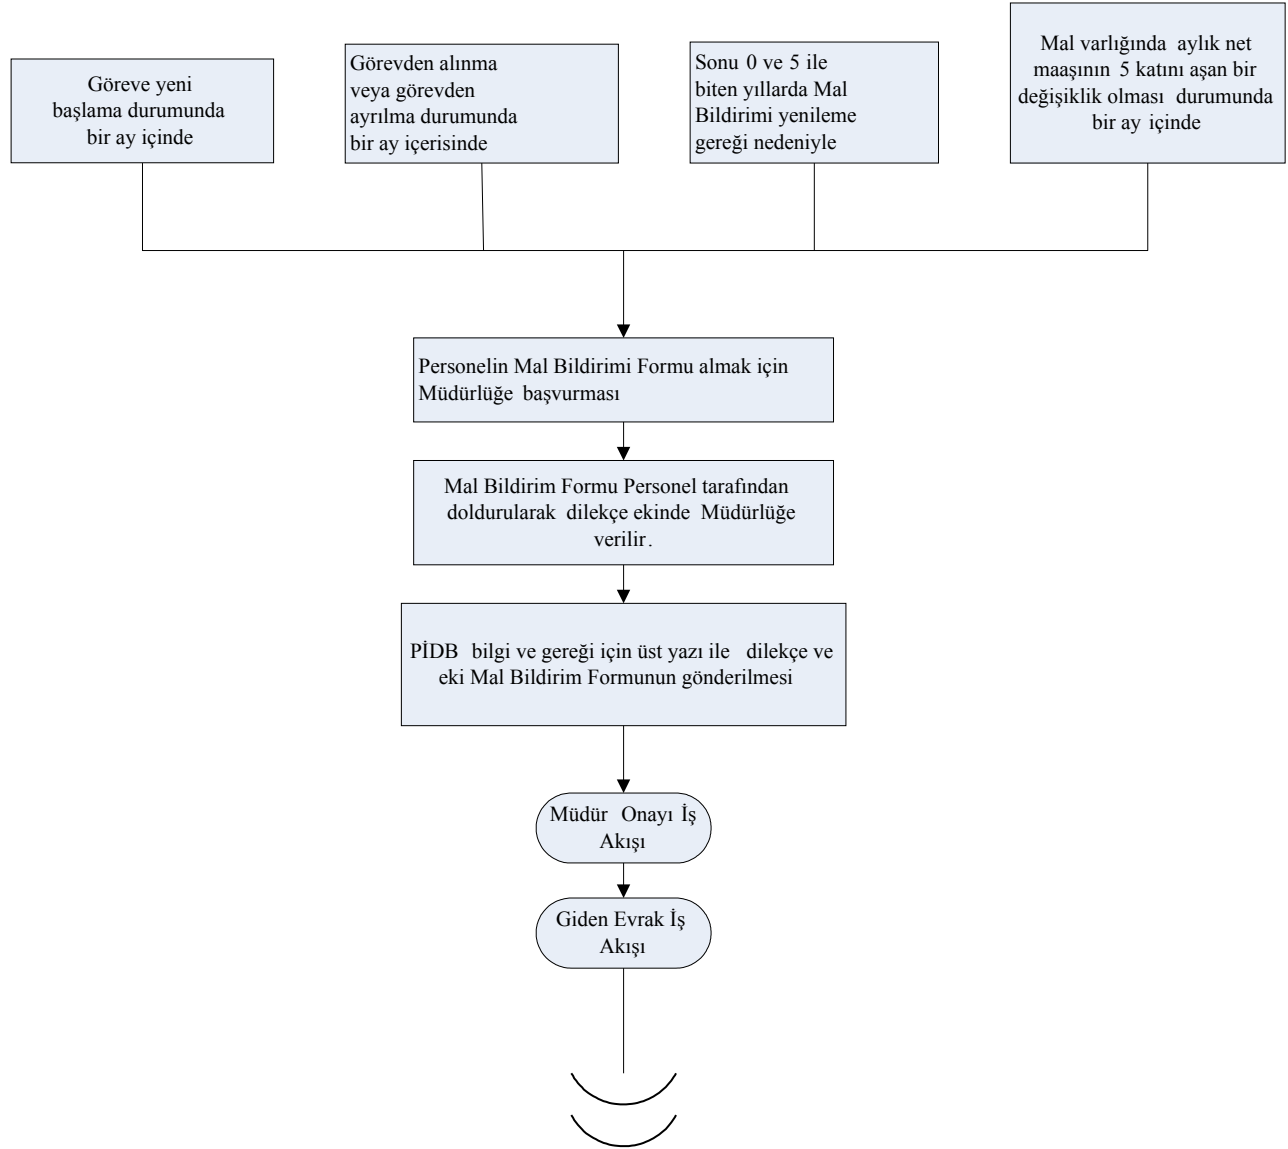 Göreve yeni
başlama durumunda
bir ay içinde
Görevden alınma
veya görevden
ayrılma durumunda
bir ay içerisinde
Sonu 0 ve 5 ile
biten yıllarda Mal
Bildirimi yenileme
gereği nedeniyle
Mal varlığında aylık net
maaşının 5 katını aşan bir
değişiklik olması durumunda
bir ay içinde
Personelin Mal Bildirimi Formu almak için
Müdürlüğe başvurması
Mal Bildirim Formu Personel tarafından
doldurularak dilekçe ekinde Müdürlüğe
verilir.
PİDB bilgi ve gereği için üst yazı ile dilekçe ve
eki Mal Bildirim Formunun gönderilmesi
Müdür Onayı İş
Akışı
Giden Evrak İş
Akışı